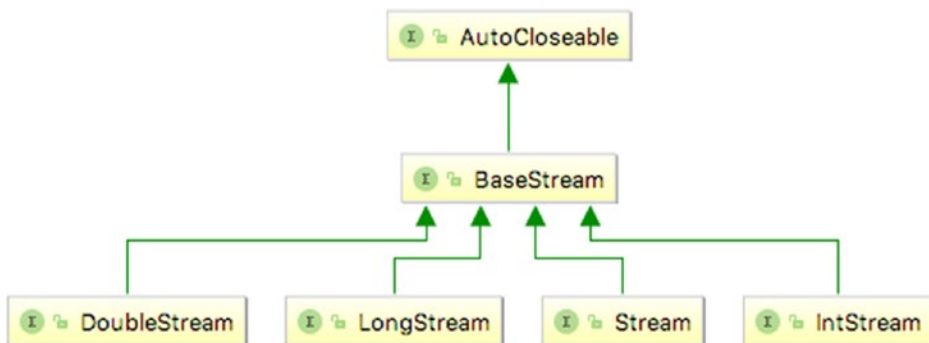 I AutoCloseable
I BaseStream
I DoubleStream
I LongStream
I Stream
I IntStream